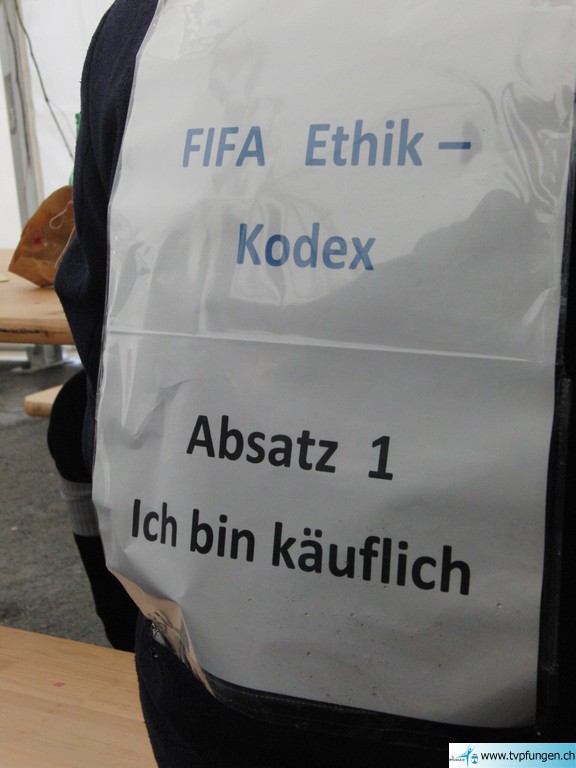 FIFA Ethik –
Kodex
Absatz 1
Ich bin käuflich
www.tvpfungen.ch